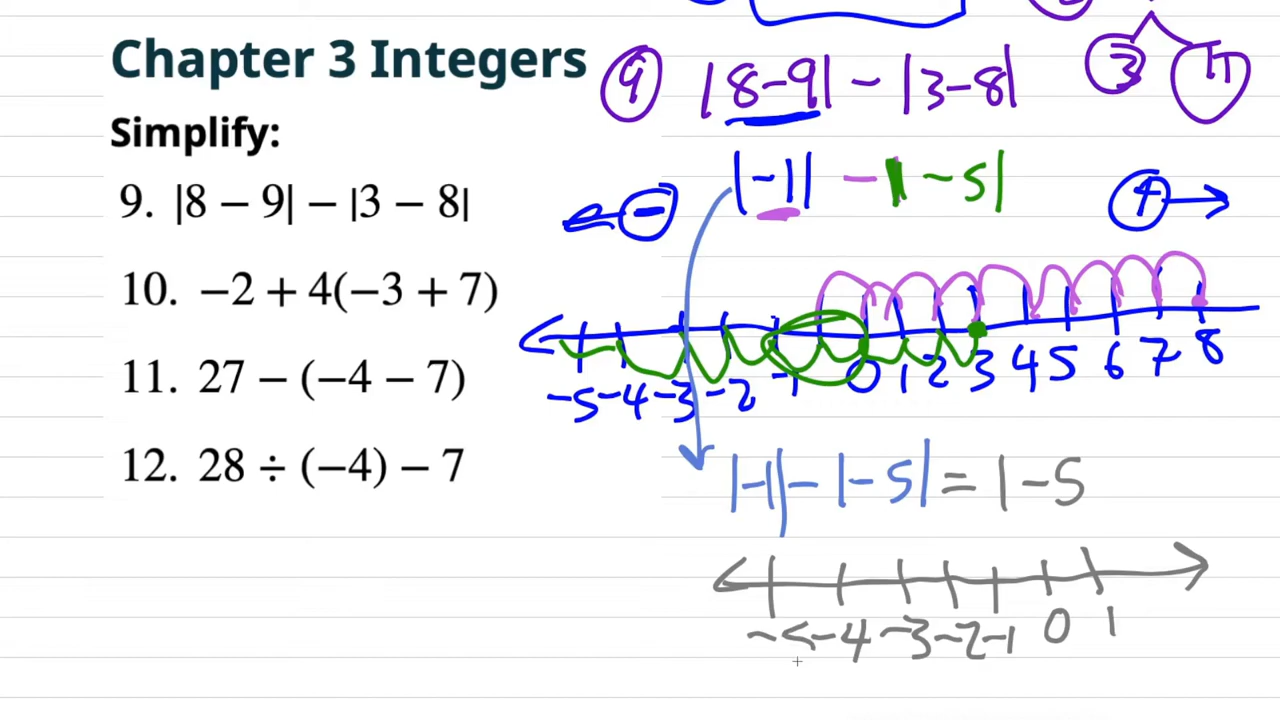 Chapter 3 Integers
Simplify:
9. |8 − 9| − |3 − 8|
10. −2 + 4(−3 + 7)
11. 27 − (−4 − 7)
12. 28 ÷ (−4) − 7
3
9 |8-9| - |3-8|
|-1| - | -5|
-
+
-5 -4 -3 -2 -1 0 1 2 3 4 5 6 7 8
|-1| - |-5| = 1-5
-5 -4 -3 -2 -1 0 1